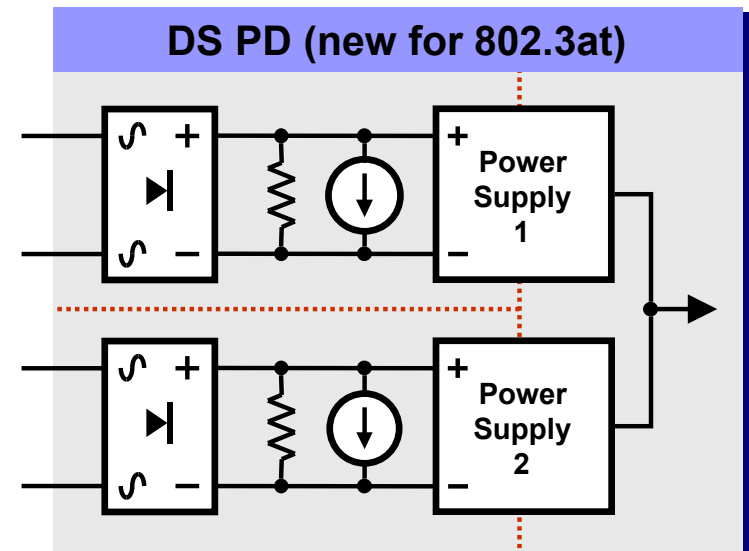 DS PD (new for 802.3at)
+
−
+
−
Power
Supply
1
+
−
+
−
Power
Supply
2